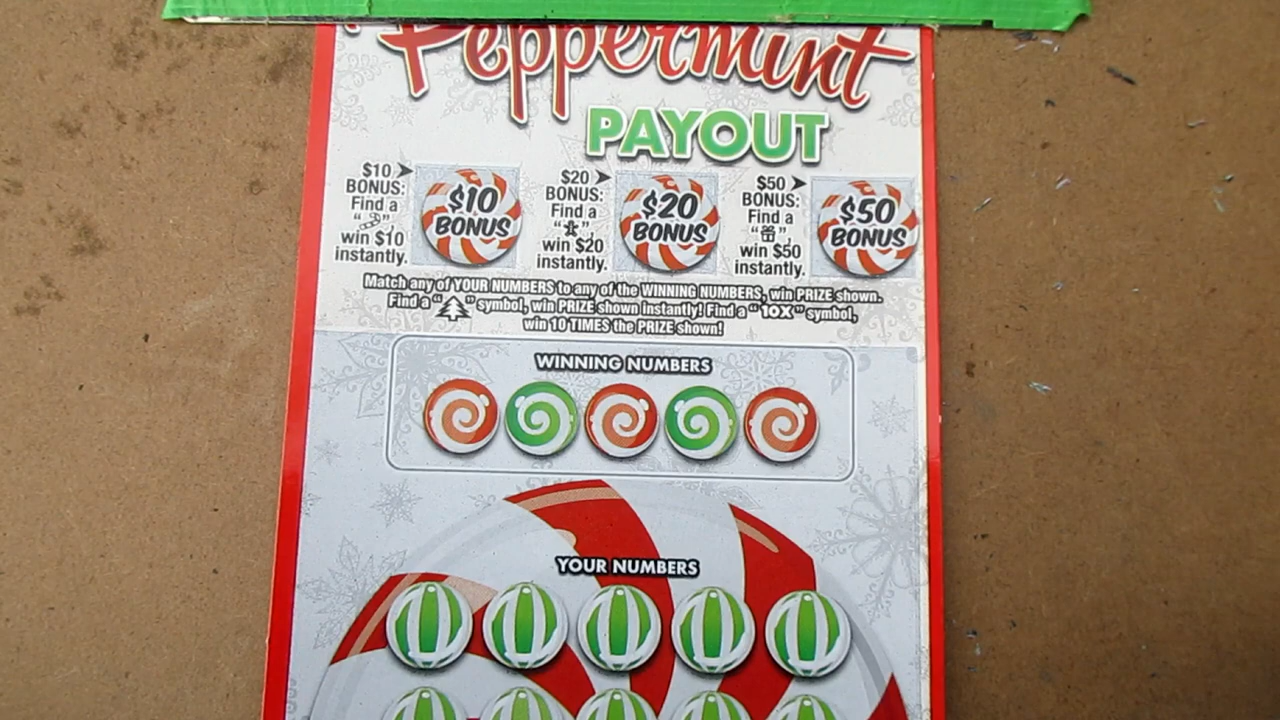 Peppermint
PAYOUT
$10
BONUS:
Find a
" ",
win $10
instantly.
$10
BONUS
$20
BONUS:
Find a
" ",
win $20
instantly.
$20
BONUS
$50
BONUS:
Find a
" ",
win $50
instantly.
$50
BONUS
Match any of YOUR NUMBERS to any of the WINNING NUMBERS, win PRIZE shown.
Find a " " symbol, win PRIZE shown instantly! Find a "10X" symbol,
win 10 TIMES the PRIZE shown!
WINNING NUMBERS
YOUR NUMBERS